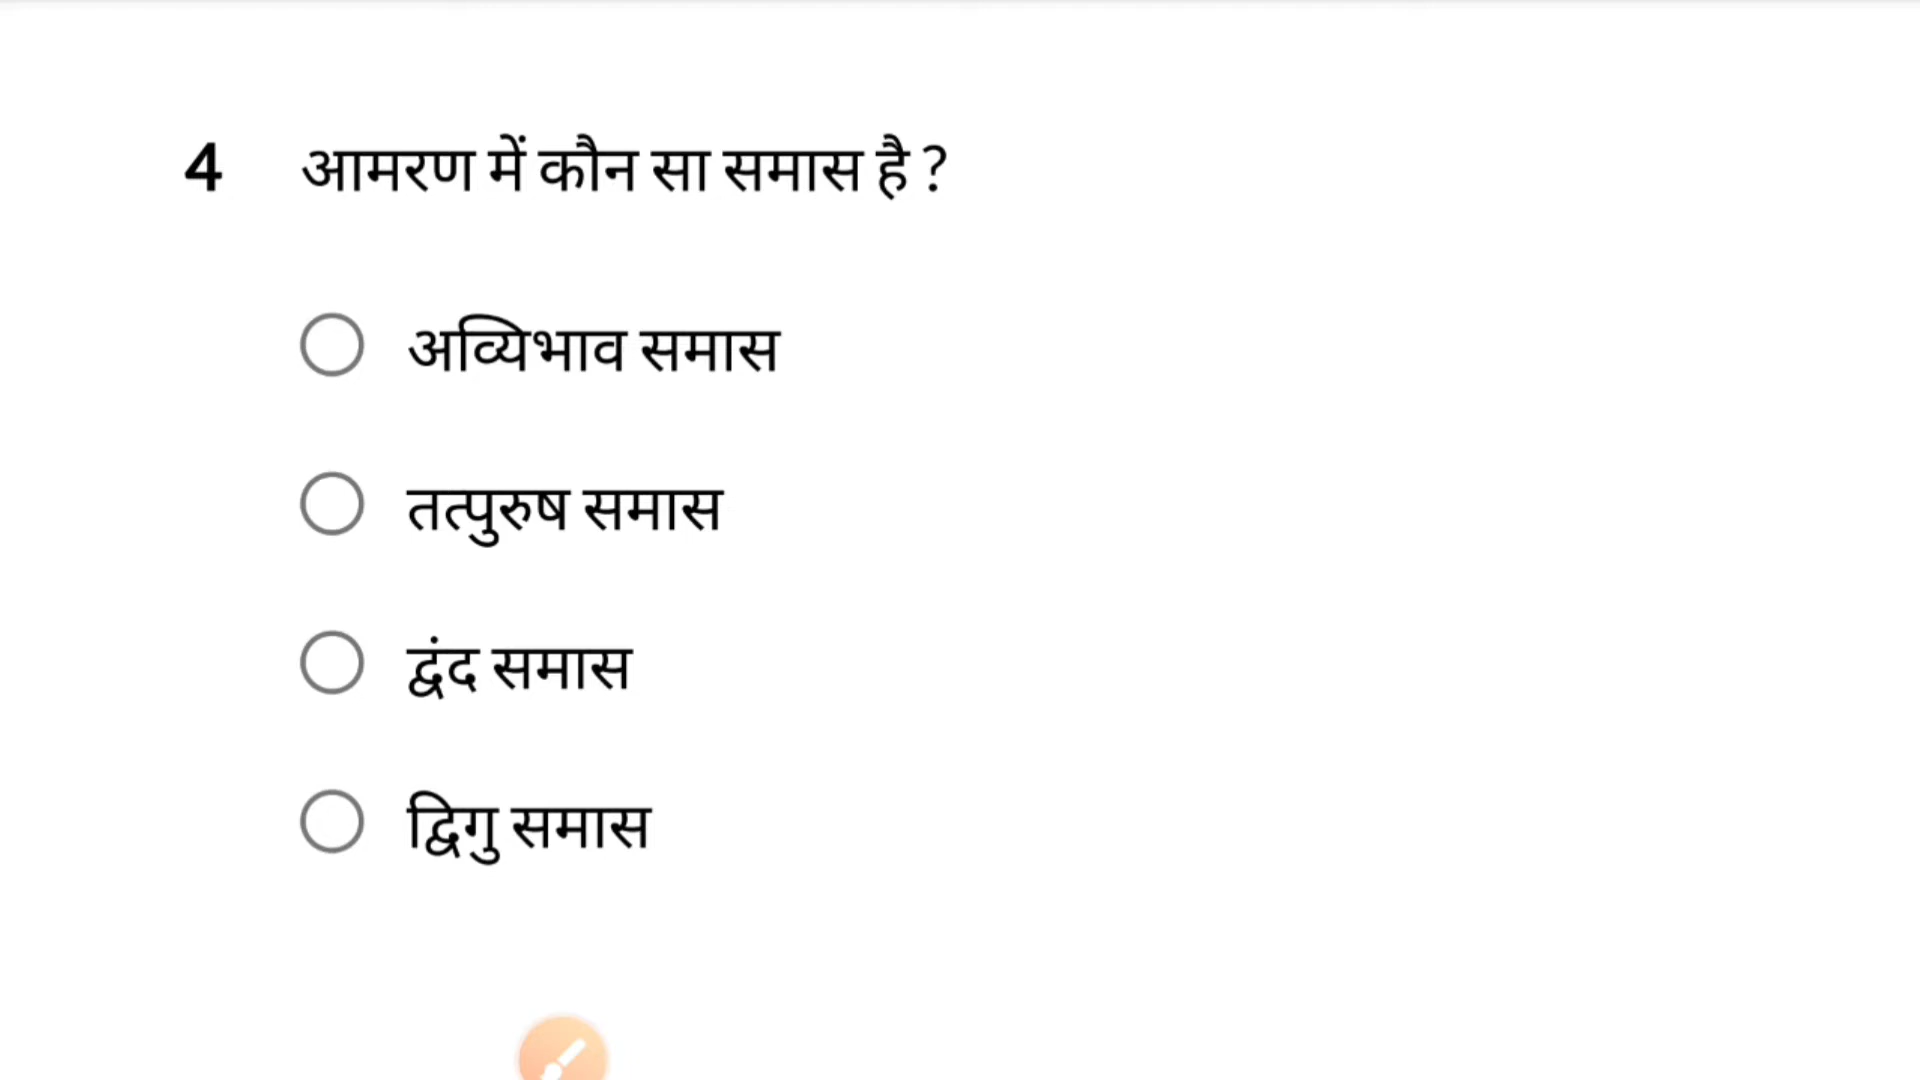 4 आमरण में कौन सा समास है ?
अव्यिभाव समास
तत्पुरुष समास
द्वंद समास
द्विगु समास